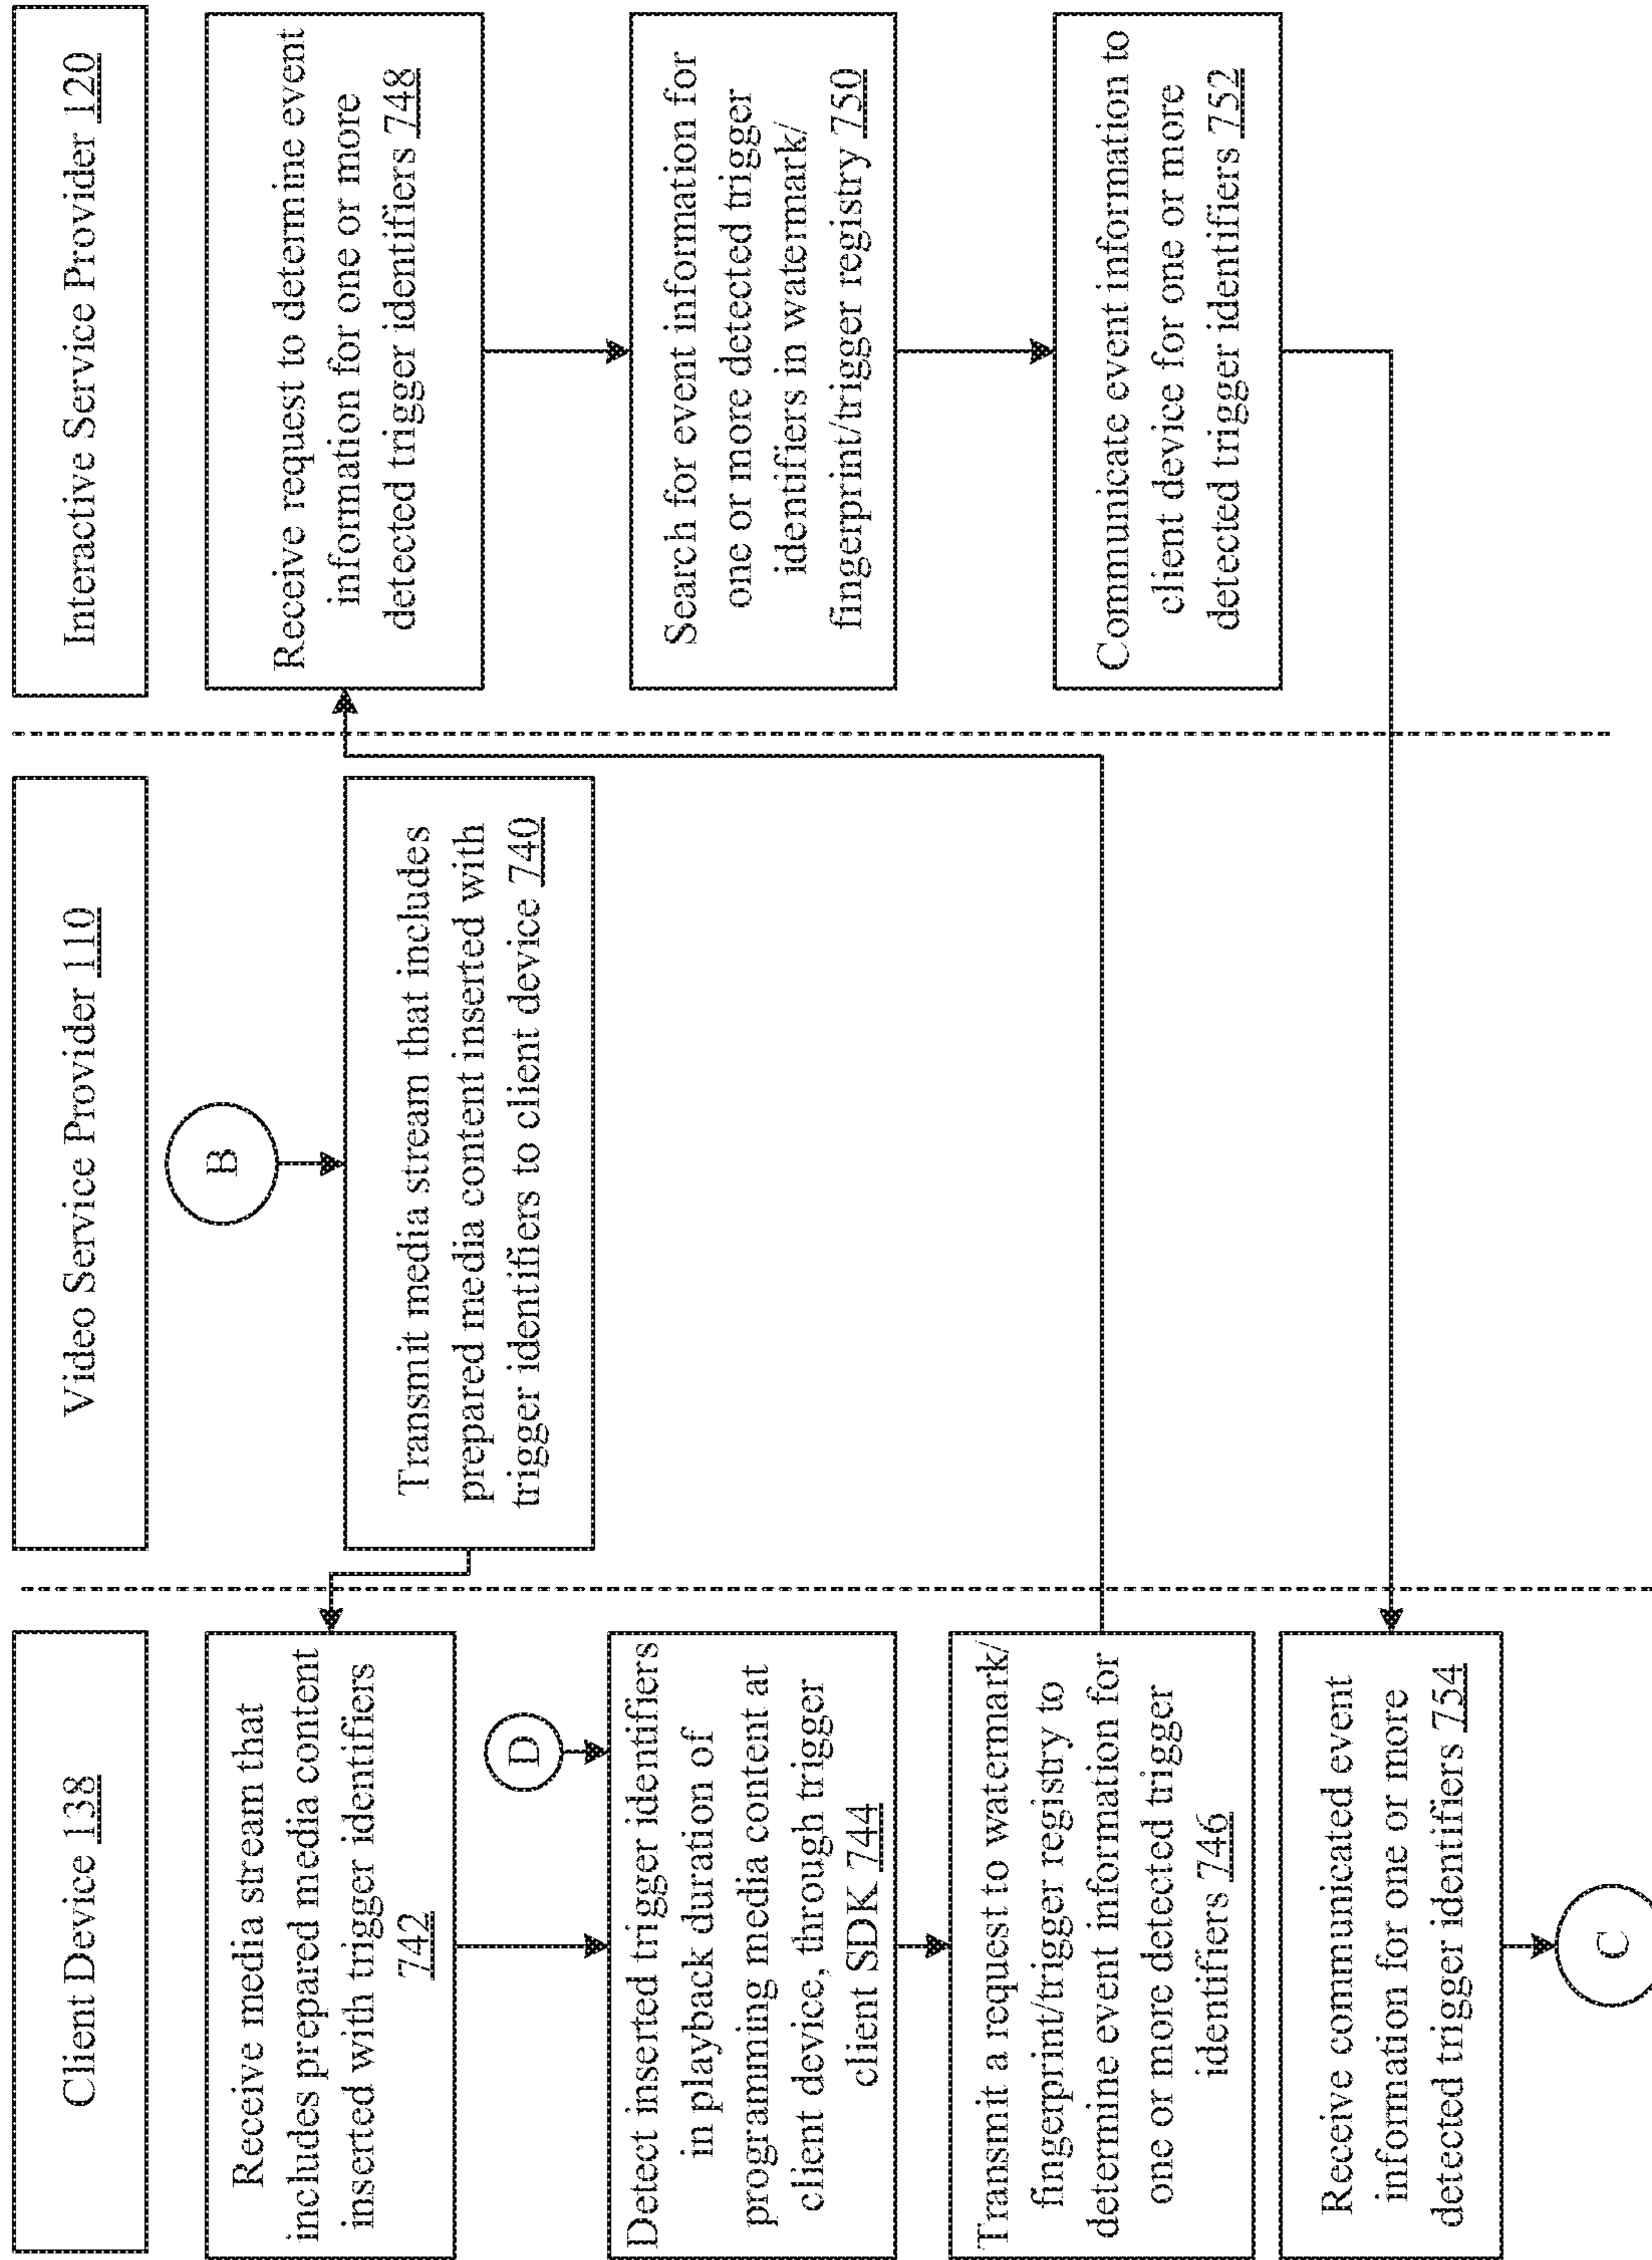 Client Device 138
Receive media stream that
includes prepared media content
inserted with trigger identifiers
742
D
Detect inserted trigger identifiers
in playback duration of
programming media content at
client device, through trigger
client SDK 744
Transmit a request to watermark/
fingerprint/trigger registry to
determine event information for
one or more detected trigger
identifiers 746
Receive communicated event
information for one or more
detected trigger identifiers 754
C
Video Service Provider 110
B
Transmit media stream that includes
prepared media content inserted with
trigger identifiers to client device 740
Interactive Service Provider 120
Receive request to determine event
information for one or more
detected trigger identifiers 748
Search for event information for
one or more detected trigger
identifiers in watermark/
fingerprint/trigger registry 750
Communicate event information to
client device for one or more
detected trigger identifiers 752